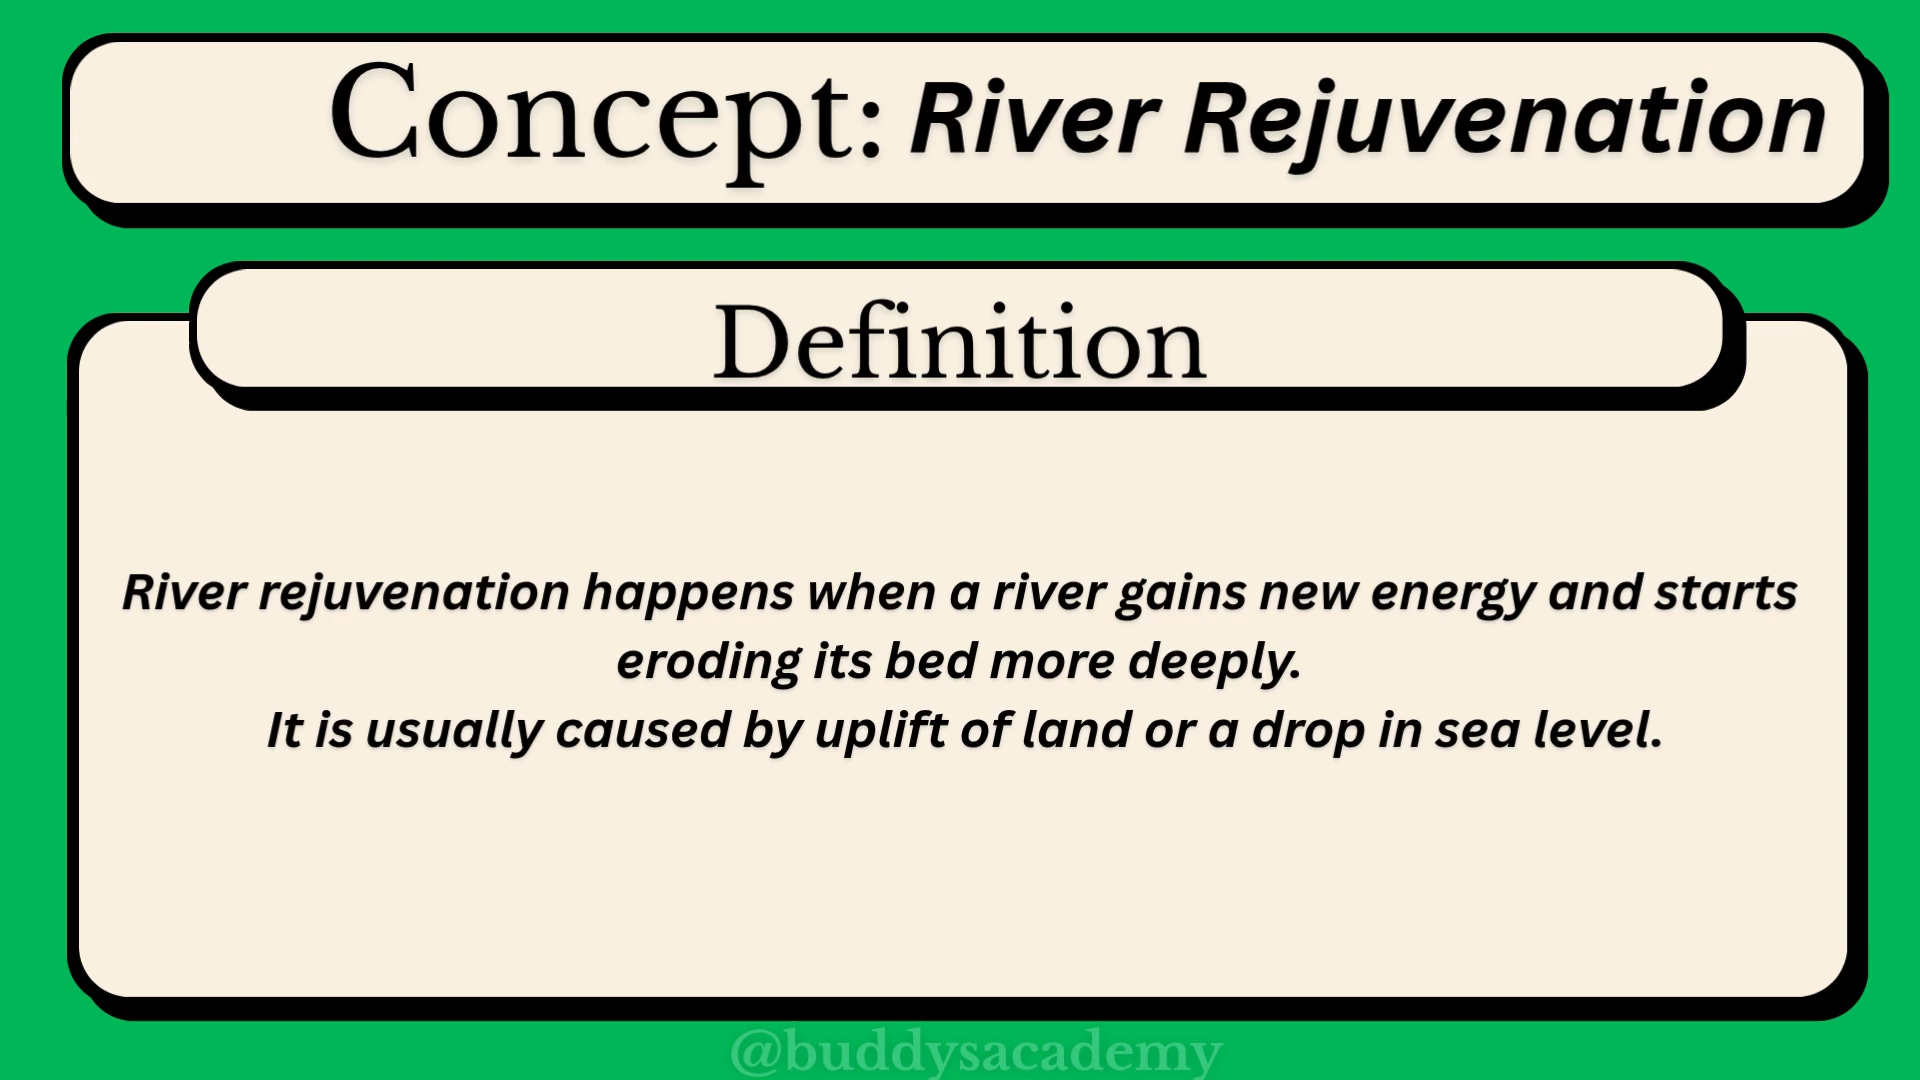 Concept: River Rejuvenation
Definition
River rejuvenation happens when a river gains new energy and starts
eroding its bed more deeply.
It is usually caused by uplift of land or a drop in sea level.
@buddysacademy